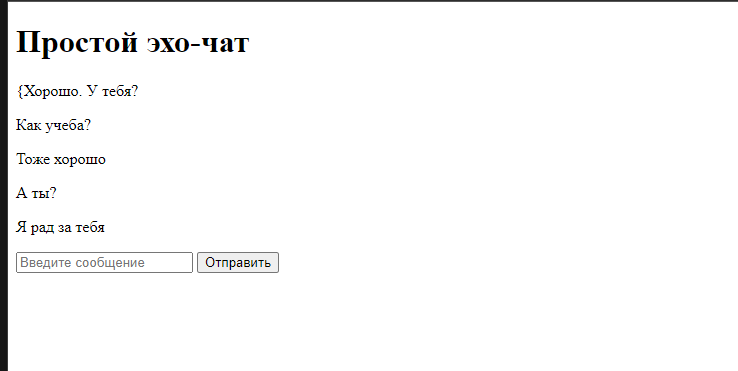 Простой эхо-чат
{Хорошо. У тебя?
Как учеба?
Тоже хорошо
А ты?
Я рад за тебя
Введите сообщение Отправить